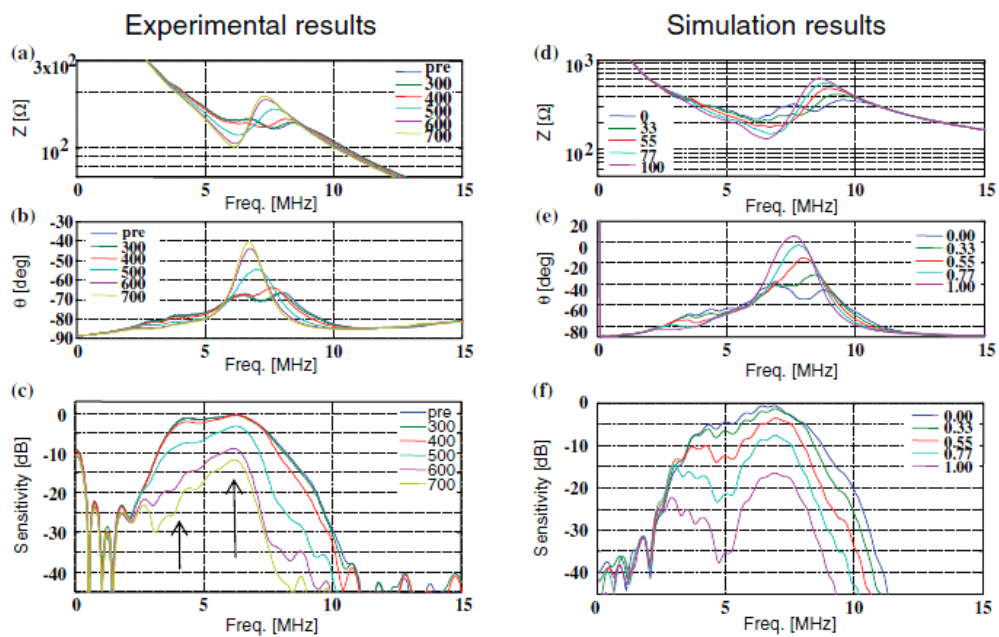 Experimental results
Simulation results
(a)
3x10²
10²
Z [Ω]
pre
300
400
500
600
700
0 5 10 15
Freq. [MHz]
(d)
10³
10²
Z [Ω]
0
33
55
77
100
0 5 10 15
Freq. [MHz]
(b)
-30
-40
-50
-60
-70
-80
-90
θ [deg]
pre
300
400
500
600
700
0 5 10 15
Freq. [MHz]
(e)
20
0
-20
-40
-60
-80
θ [deg]
0.00
0.33
0.55
0.77
1.00
0 5 10 15
Freq. [MHz]
(c)
0
-10
-20
-30
-40
Sensitivity [dB]
pre
300
400
500
600
700
0 5 10 15
Freq. [MHz]
(f)
0
-10
-20
-30
-40
Sensitivity [dB]
0.00
0.33
0.55
0.77
1.00
0 5 10 15
Freq. [MHz]